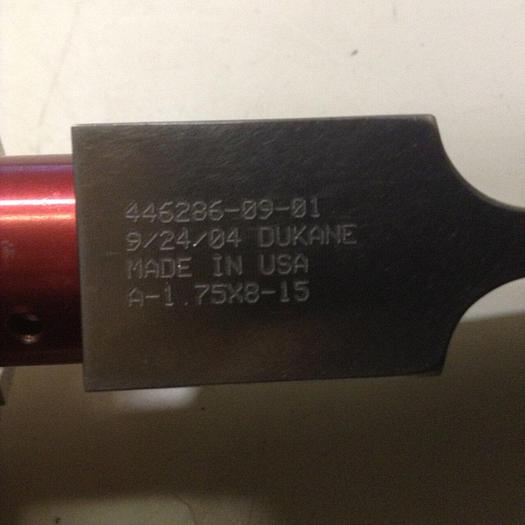 446286-09-01
9/24/04 DUKANE
MADE IN USA
A-1.75X8-15